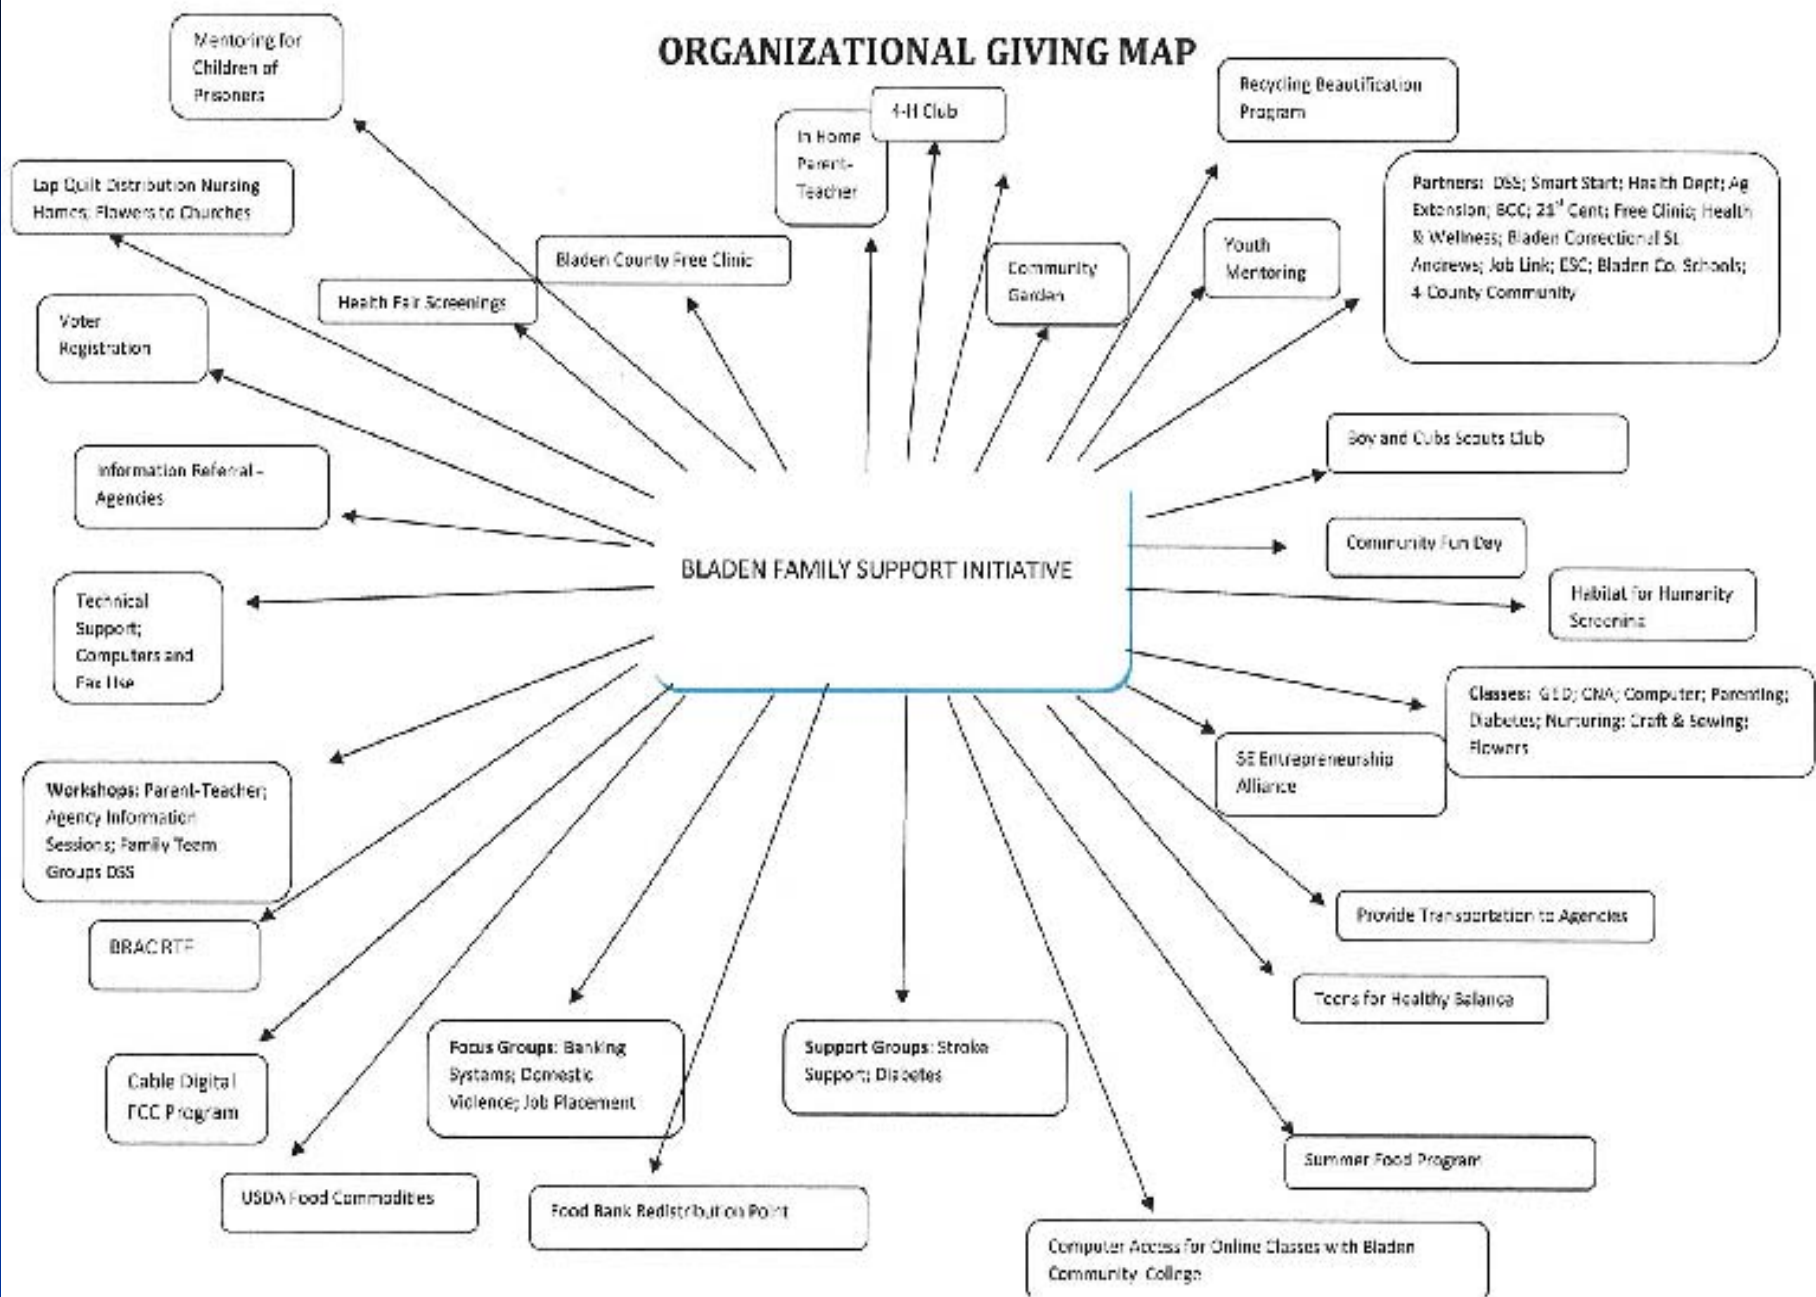 ORGANIZATIONAL GIVING MAP
Mentoring for
Children of
Prisoners
4-H Club
In Home
Parent-
Teacher
Recycling Beautification
Program
Lap Quilt Distribution Nursing
Homes; Flowers to Churches
Partners: DSS; Smart Start; Health Dept; Ag
Extension; BCC; 21st Cent; Free Clinic; Health
& Wellness; Bladen Correctional St.
Andrews; Job Link; ESC; Bladen Co. Schools;
4-County Community
Bladen County Free Clinic
Health Fair Screenings
Community
Garden
Youth
Mentoring
Voter
Registration
Boy and Cubs Scouts Club
Information Referral -
Agencies
Community Fun Day
BLADEN FAMILY SUPPORT INITIATIVE
Technical
Support;
Computers and
Fax Use
Habitat for Humanity
Screening
Classes: GED; CNA; Computer; Parenting;
Diabetes; Nurturing; Craft & Sewing;
Flowers
SE Entrepreneurship
Alliance
Workshops: Parent-Teacher;
Agency Information
Sessions; Family Team
Groups DSS
Provide Transportation to Agencies
BRAC RTF
Teens for Healthy Balance
Cable Digital
FCC Program
Focus Groups: Banking
Systems; Domestic
Violence; Job Placement
Support Groups: Stroke
Support; Diabetes
Summer Food Program
USDA Food Commodities
Food Bank Redistribution Point
Computer Access for Online Classes with Bladen
Community College